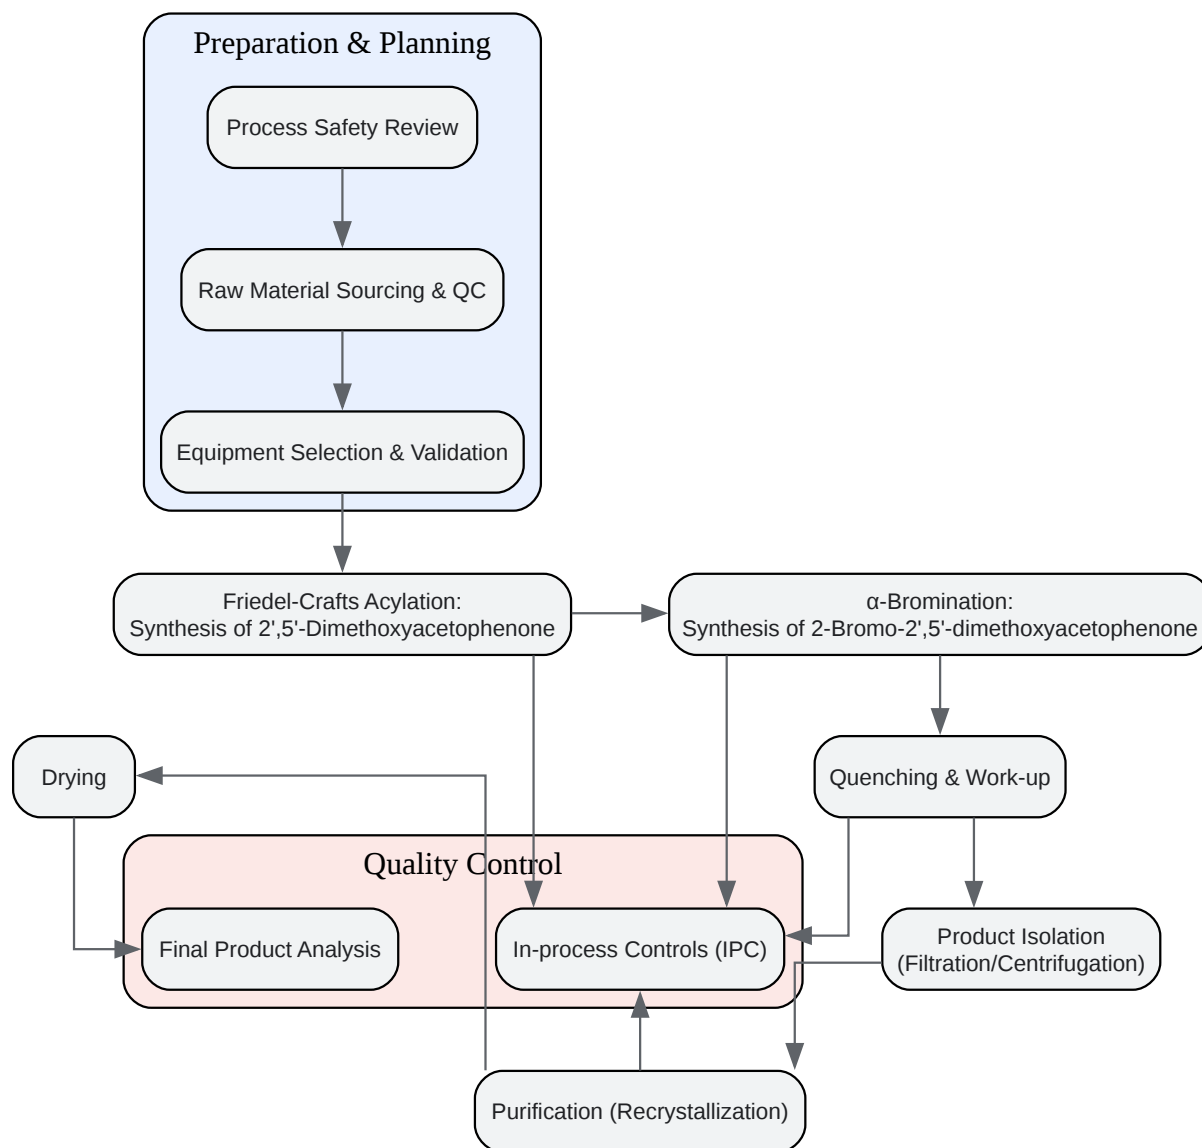 Preparation & Planning
Process Safety Review
Raw Material Sourcing & QC
Equipment Selection & Validation
Friedel-Crafts Acylation:
Synthesis of 2',5'-Dimethoxyacetophenone
α-Bromination:
Synthesis of 2-Bromo-2',5'-dimethoxyacetophenone
Drying
Quenching & Work-up
Quality Control
Final Product Analysis
In-process Controls (IPC)
Product Isolation
(Filtration/Centrifugation)
Purification (Recrystallization)